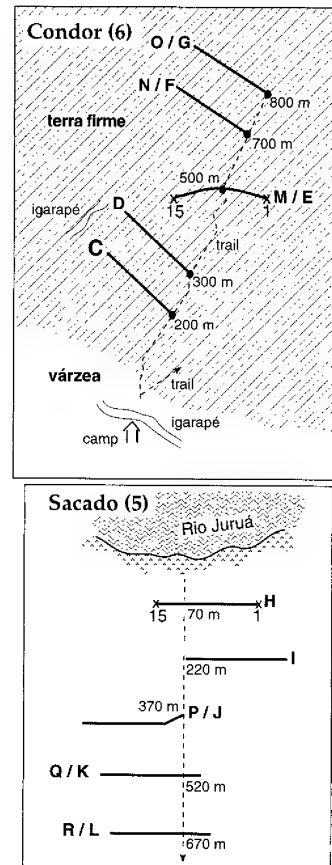 Condor (6)
O / G
800 m
N / F
700 m
terra firme
500 m
M / E
15
1
D
igarapé
trail
C
300 m
200 m
várzea
trail
igarapé
camp
Sacado (5)
Rio Juruá
H
15
70 m
1
I
220 m
370 m
P / J
Q / K
520 m
R / L
670 m